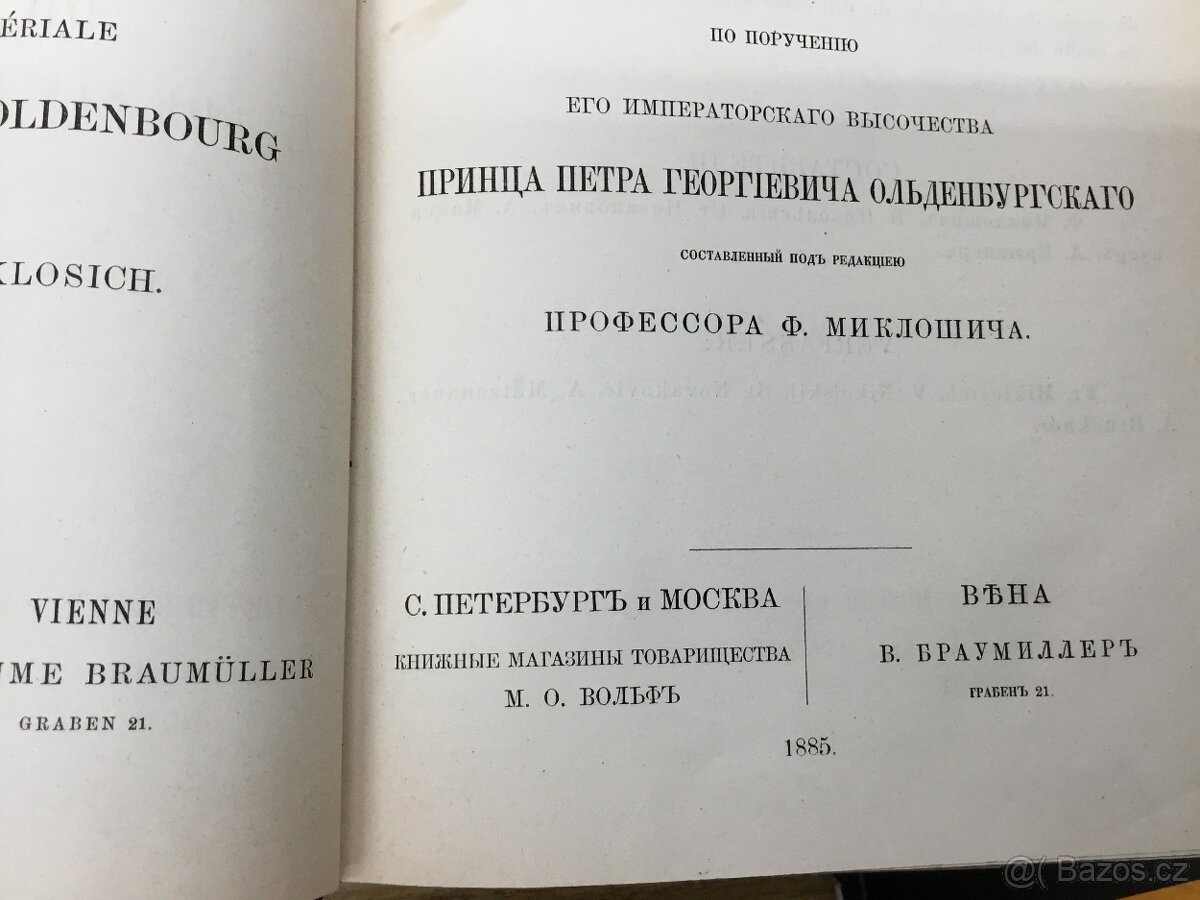 ÉRIALE
OLDENBOURG
KLOSICH.
VIENNE
UME BRAUMÜLLER
GRABEN 21.
ПО ПОРУЧЕНІЮ
ЕГО ИМПЕРАТОРСКАГО ВЫСОЧЕСТВА
ПРИНЦА ПЕТРА ГЕОРГІЕВИЧА ОЛЬДЕНБУРГСКАГО
СОСТАВЛЕННЫЙ ПОДЪ РЕДАКЦІЕЮ
ПРОФЕССОРА Ф. МИКЛОШИЧА.
С. ПЕТЕРБУРГЪ и МОСКВА
КНИЖНЫЕ МАГАЗИНЫ ТОВАРИЩЕСТВА
М. О. ВОЛЬФЪ
ВѢНА
В. БРАУМИЛЛЕРЪ
ГРАБЕНЪ 21.
1885.
@( Bazos.cz